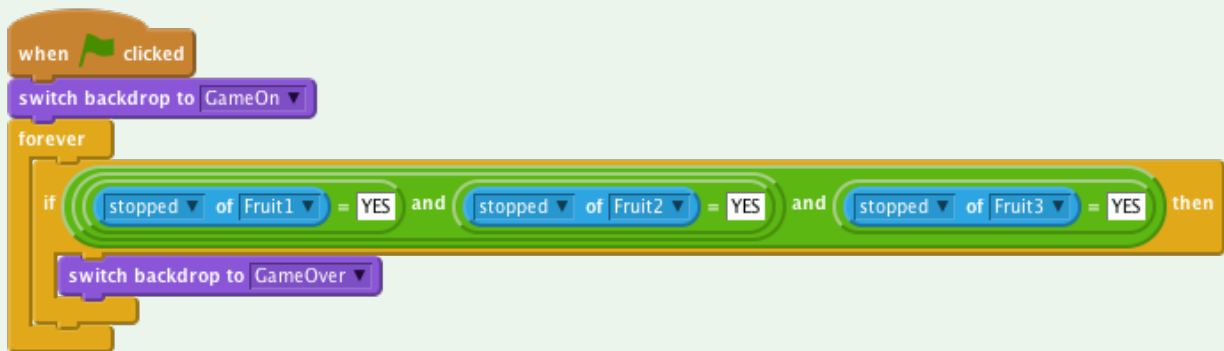 when clicked
switch backdrop to GameOn
forever
if stopped of Fruit1 = YES and stopped of Fruit2 = YES and stopped of Fruit3 = YES then
switch backdrop to GameOver